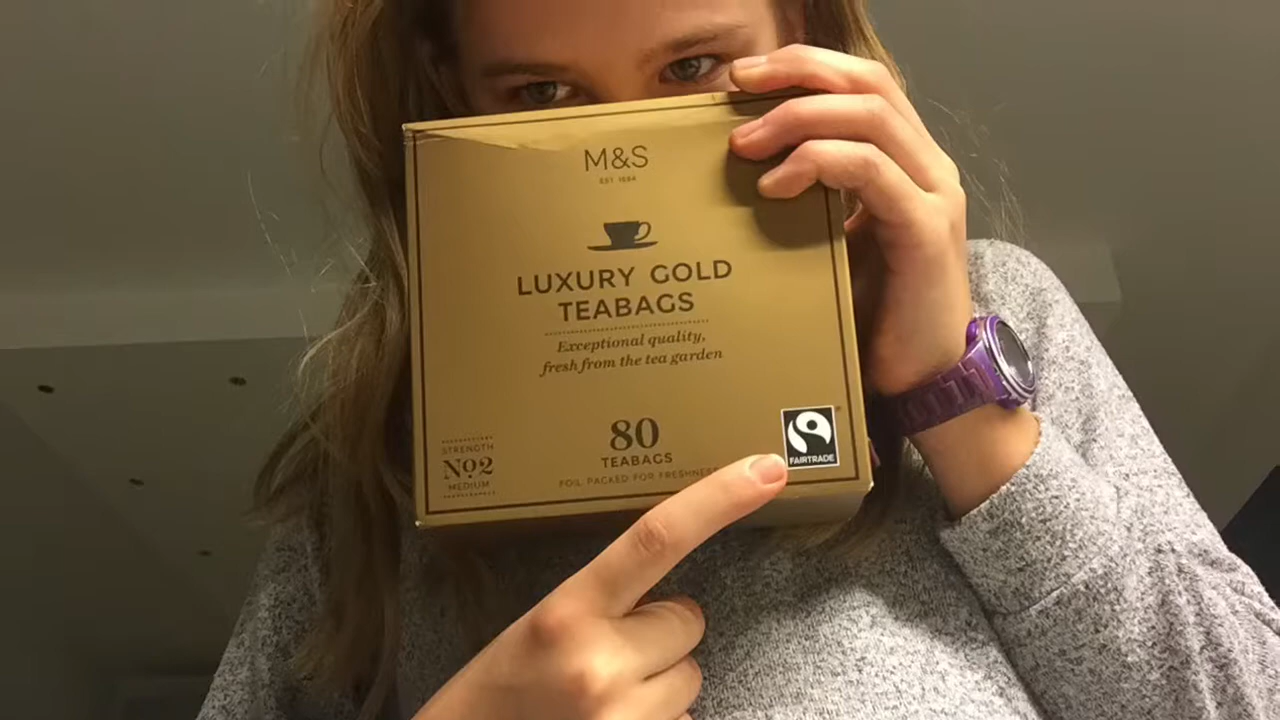 M&S
EST 1884
LUXURY GOLD
TEABAGS
Exceptional quality,
fresh from the tea garden
80
TEABAGS
FOIL PACKED FOR FRESHNESS
STRENGTH
Nº2
MEDIUM
FAIRTRADE